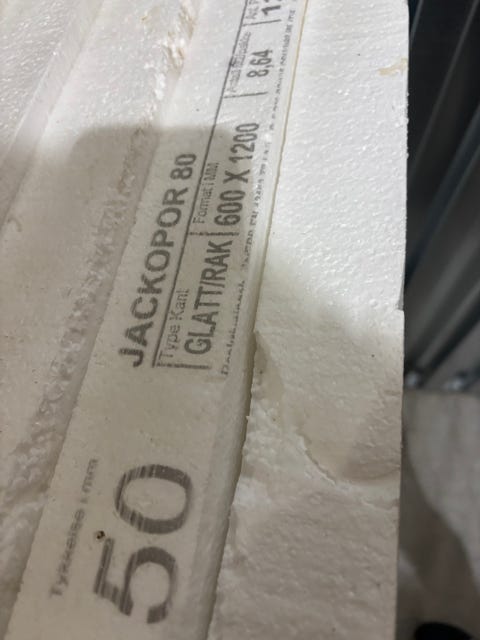 JACKOPOR 80
Type Kant
Format i MM
GLATT/RAK
600 X 1200
8,64
Tykkelse i mm
50